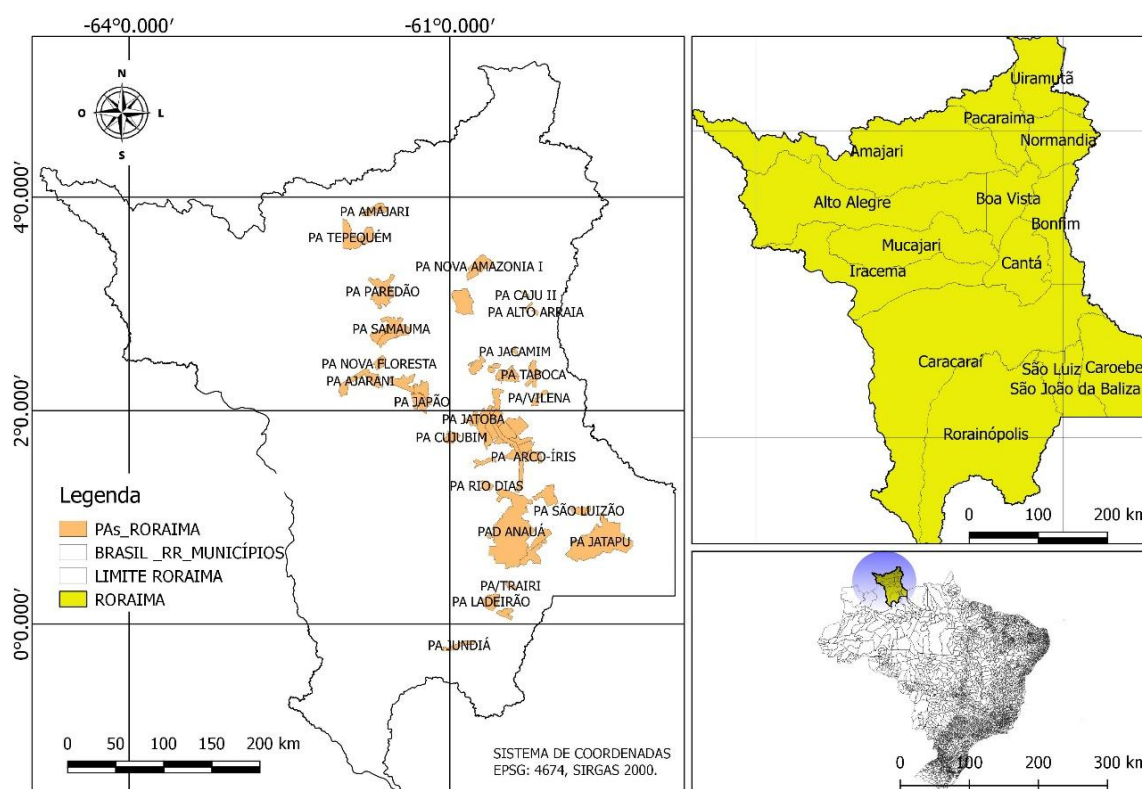 -64°0.000′
-61°0.000′
N
O
L
S
4°0.000′
2°0.000′
0°0.000′
PA AMAJARI
PA TEPEQUÉM
PA NOVA AMAZONIA I
PA PAREDÃO
PA CAJU II
PA ALTO ARRAIA
PA SAMAUMA
PA JACAMIM
PA NOVA FLORESTA
PA TABOCA
PA AJARANI
PA/VILENA
PA JAPÃO
PA JATOBA
PA CUJUBIM
PA ARCO-ÍRIS
PA RIO DIAS
PA SÃO LUIZÃO
PAD ANAUÁ
PA JATAPU
PA/TRAIRI
PA LADEIRÃO
PA JUNDIÁ
Legenda
PAs_RORAIMA
BRASIL _RR_MUNICÍPIOS
LIMITE RORAIMA
RORAIMA
0 50 100 150 200 km
SISTEMA DE COORDENADAS
EPSG: 4674, SIRGAS 2000.
Uiramutã
Pacaraima
Normandia
Amajari
Alto Alegre
Boa Vista
Bonfim
Mucajari
Cantá
Iracema
Caracaraí
São Luiz
Caroebe
São João da Baliza
Rorainópolis
0 100 200 km
0 100 200 300 km